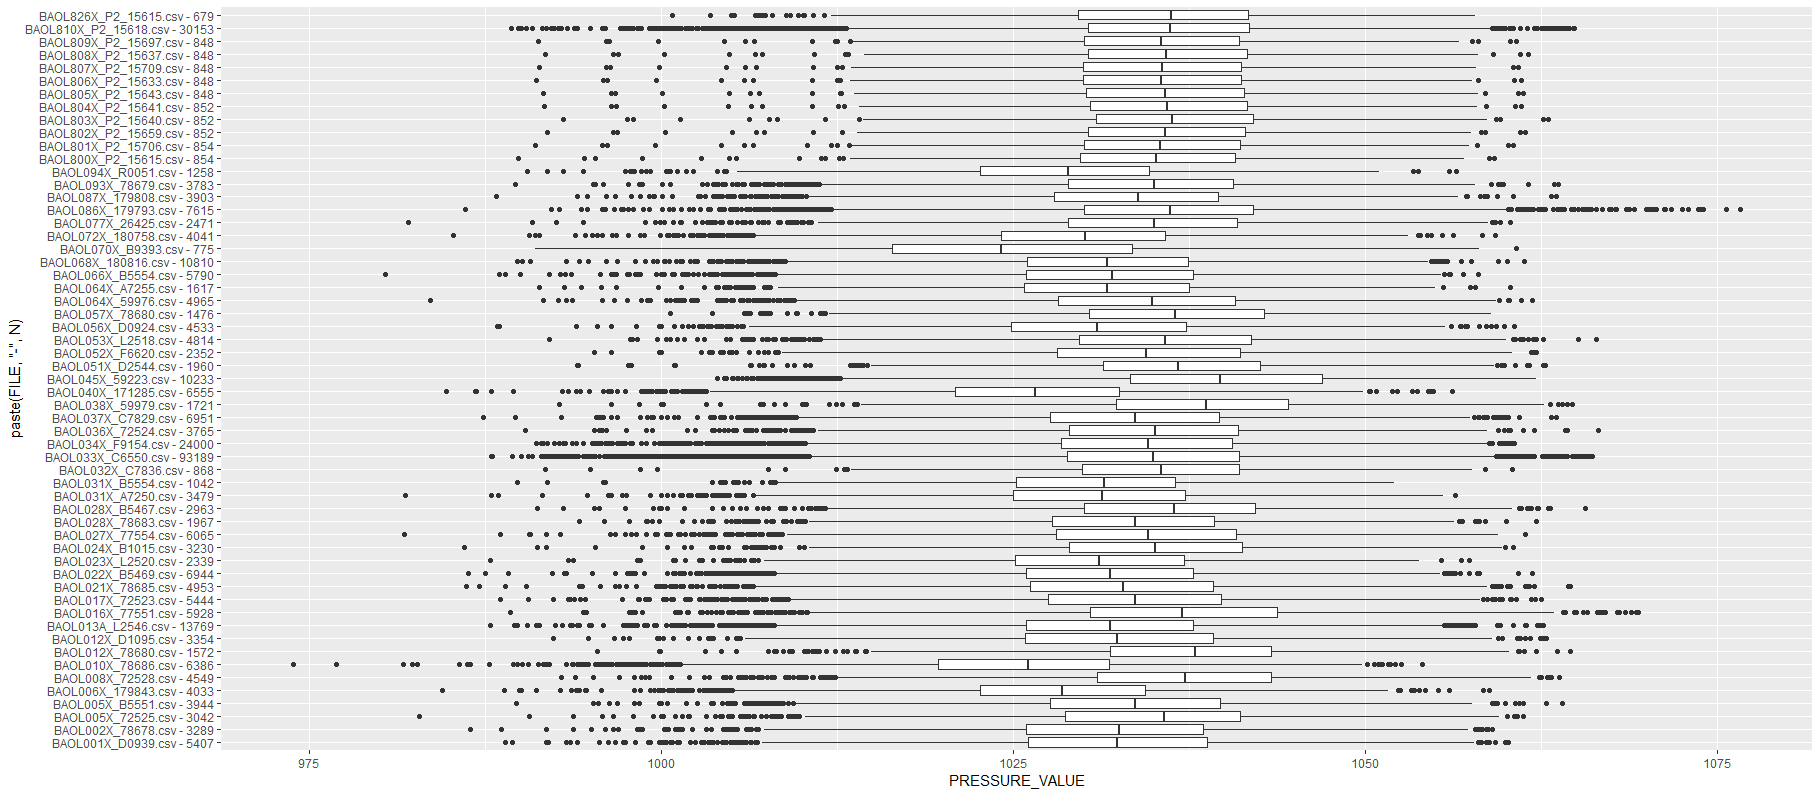 BAOL826X_P2_15615.csv - 679
BAOL810X_P2_15618.csv - 30153
BAOL809X_P2_15697.csv - 848
BAOL808X_P2_15637.csv - 848
BAOL807X_P2_15709.csv - 848
BAOL806X_P2_15633.csv - 848
BAOL805X_P2_15643.csv - 848
BAOL804X_P2_15641.csv - 852
BAOL803X_P2_15640.csv - 852
BAOL802X_P2_15659.csv - 852
BAOL801X_P2_15706.csv - 854
BAOL800X_P2_15615.csv - 854
BAOL094X_R0051.csv - 1258
BAOL093X_78679.csv - 3783
BAOL087X_179808.csv - 3903
BAOL086X_179793.csv - 7615
BAOL077X_26425.csv - 2471
BAOL072X_180758.csv - 4041
BAOL070X_B9393.csv - 775
BAOL068X_180816.csv - 10810
BAOL066X_B5554.csv - 5790
BAOL064X_A7255.csv - 1617
BAOL064X_59976.csv - 4965
BAOL057X_78680.csv - 1476
BAOL056X_D0924.csv - 4533
BAOL053X_L2518.csv - 4814
BAOL052X_F6620.csv - 2352
BAOL051X_D2544.csv - 1960
BAOL045X_59223.csv - 10233
BAOL040X_171285.csv - 6555
BAOL038X_59979.csv - 1721
BAOL037X_C7829.csv - 6951
BAOL036X_72524.csv - 3765
BAOL034X_F9154.csv - 24000
BAOL033X_C6550.csv - 93189
BAOL032X_C7836.csv - 868
BAOL031X_B5554.csv - 1042
BAOL031X_A7250.csv - 3479
BAOL028X_B5467.csv - 2963
BAOL028X_78683.csv - 1967
BAOL027X_77554.csv - 6065
BAOL024X_B1015.csv - 3230
BAOL023X_L2520.csv - 2339
BAOL022X_B5469.csv - 6944
BAOL021X_78685.csv - 4953
BAOL017X_72523.csv - 5444
BAOL016X_77551.csv - 5928
BAOL013A_L2546.csv - 13769
BAOL012X_D1095.csv - 3354
BAOL012X_78680.csv - 1572
BAOL010X_78686.csv - 6386
BAOL008X_72528.csv - 4549
BAOL006X_179843.csv - 4033
BAOL005X_B5551.csv - 3944
BAOL005X_72525.csv - 3042
BAOL002X_78678.csv - 3289
BAOL001X_D0939.csv - 5407
paste(FILE, "-", N)
975 1000 1025 1050 1075
PRESSURE_VALUE